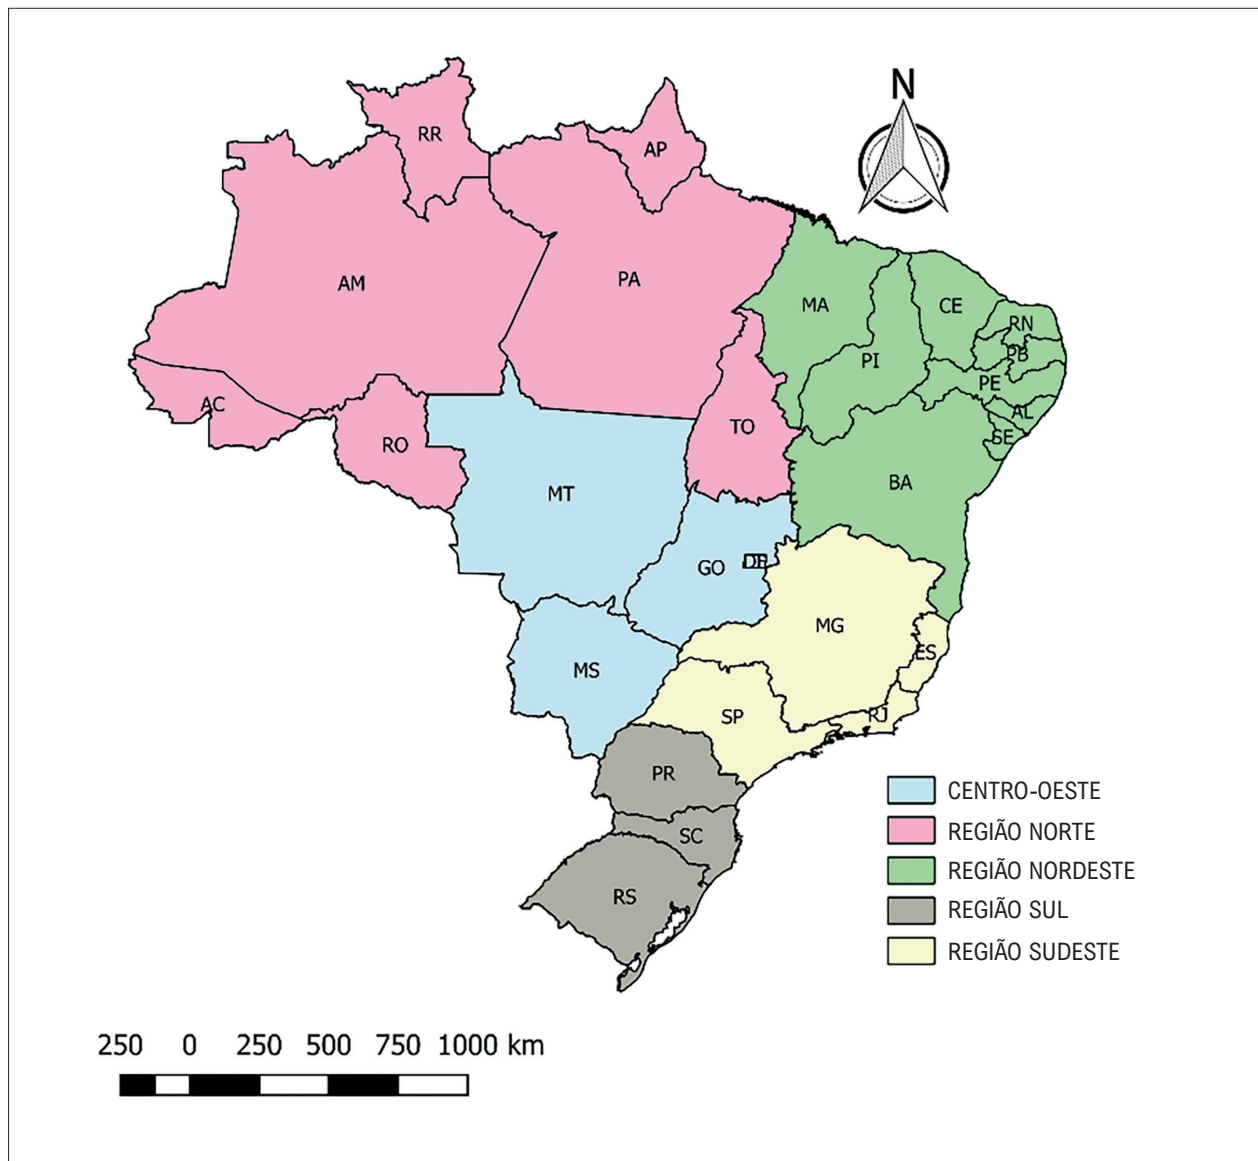 N
RR
AP
AM
PA
MA
CE
RN
PB
PI
PE
AC
AL
TO
SE
RO
BA
MT
GO
DF
MG
ES
MS
SP
RJ
PR
SC
RS
CENTRO-OESTE
REGIÃO NORTE
REGIÃO NORDESTE
REGIÃO SUL
REGIÃO SUDESTE
250 0 250 500 750 1000 km